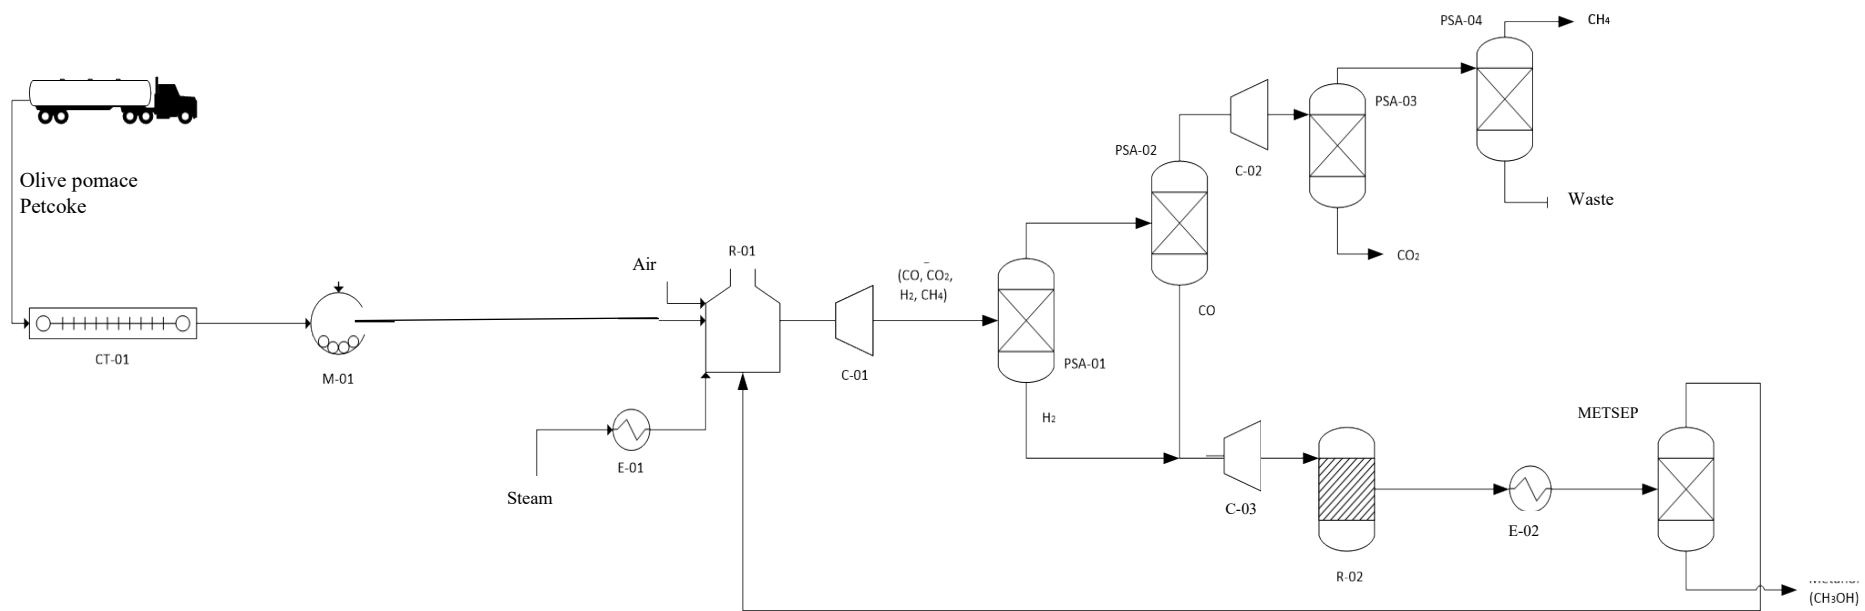 PSA-04
CH₄
PSA-03
PSA-02
C-02
Olive pomace
Petcoke
Waste
R-01
Air
(CO, CO₂,
H₂, CH₄)
CO₂
CO
CT-01
M-01
C-01
PSA-01
H₂
METSEP
E-01
Steam
C-03
E-02
R-02
(CH₃OH)